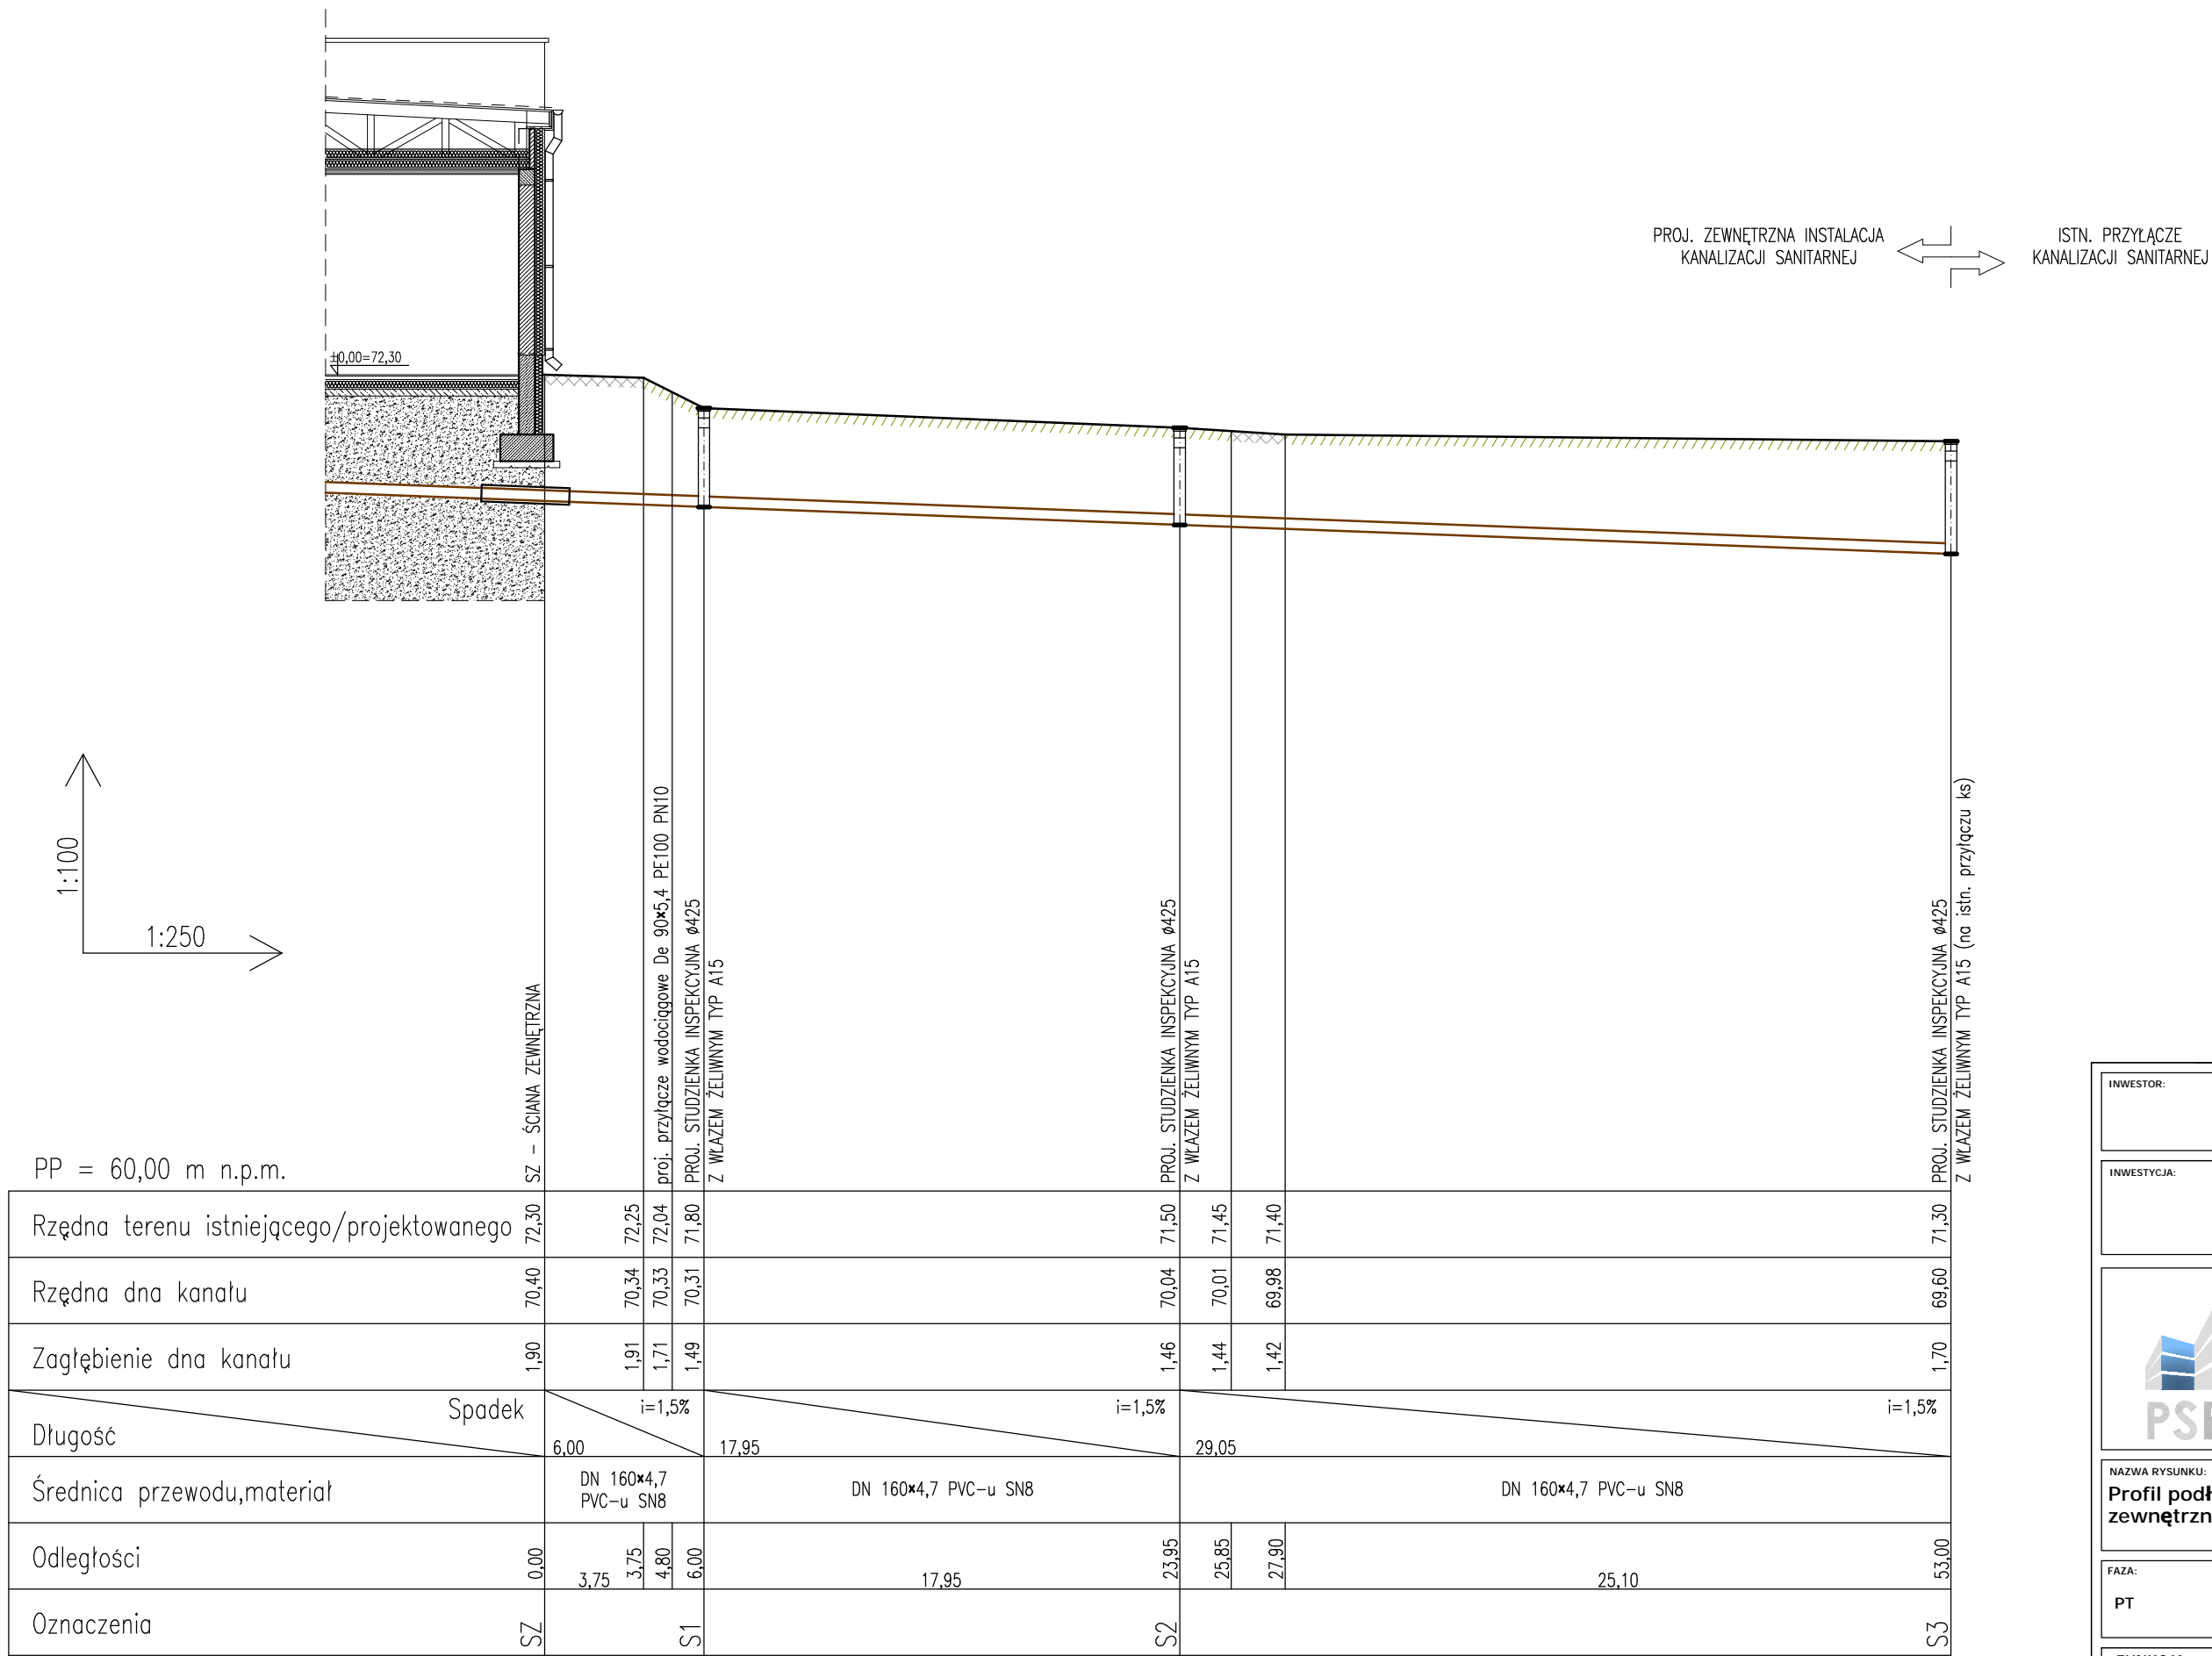 PROJ. ZEWNĘTRZNA INSTALACJA
KANALIZACJI SANITARNEJ
ISTN. PRZYŁĄCZE
KANALIZACJI SANITARNEJ
±0,00=72,30
1:100
1:250
SZ - ŚCIANA ZEWNĘTRZNA
proj. przyłącze wodociągowe De 90×5,4 PE100 PN10
PROJ. STUDZIENKA INSPEKCYJNA ø425
Z WŁAZEM ŻELIWNYM TYP A15
PROJ. STUDZIENKA INSPEKCYJNA ø425
Z WŁAZEM ŻELIWNYM TYP A15
PROJ. STUDZIENKA INSPEKCYJNA ø425
Z WŁAZEM ŻELIWNYM TYP A15 (na istn. przyłączu ks)
PP = 60,00 m n.p.m.
Rzędna terenu istniejącego/projektowanego 72,30 72,25 72,04 71,80 71,50 71,45 71,40 71,30
Rzędna dna kanału 70,40 70,34 70,33 70,31 70,04 70,01 69,98 69,60
Zagłębienie dna kanału 1,90 1,91 1,71 1,49 1,46 1,44 1,42 1,70
Spadek i=1,5% i=1,5% i=1,5%
Długość 6,00 17,95 29,05
Średnica przewodu,materiał
DN 160×4,7
PVC-u SN8
DN 160×4,7 PVC-u SN8
DN 160×4,7 PVC-u SN8
Odległości 0,00 3,75 4,80 6,00 23,95 25,85 27,90 53,00
3,75 17,95 25,10
Oznaczenia SZ S1 S2 S3
INWESTOR:
INWESTYCJA:
PS
NAZWA RYSUNKU:
Profil podł
zewnętrzn
FAZA:
PT